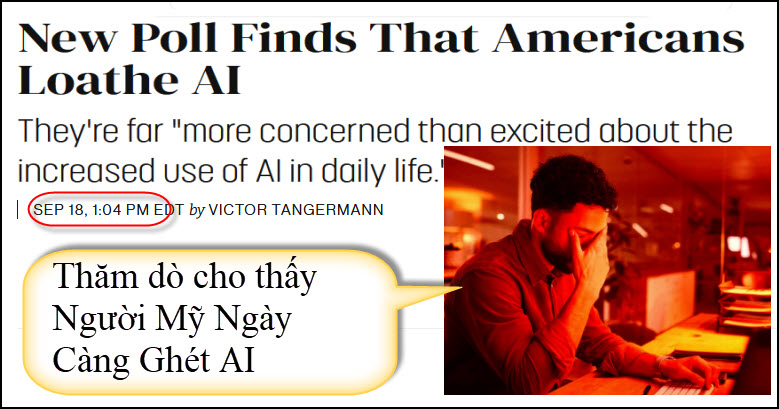 New Poll Finds That Americans
Loathe AI
They're far "more concerned than excited about the
increased use of AI in daily life."
SEP 18, 1:04 PM EDT by VICTOR TANGERMANN
Thăm dò cho thấy
Người Mỹ Ngày
Càng Ghét AI